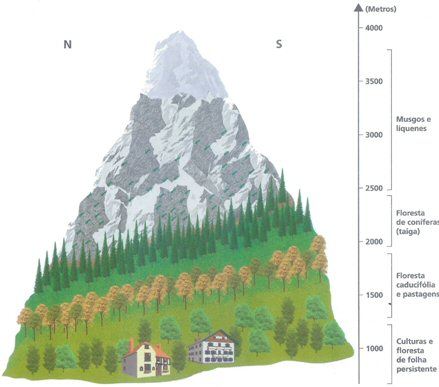 (Metros)
N
S
4000
3500
Musgos e
líquenes
3000
2500
Floresta
de coníferas
(taiga)
2000
Floresta
caducifólia
e pastagens
1500
Culturas e
floresta
de folha
persistente
1000